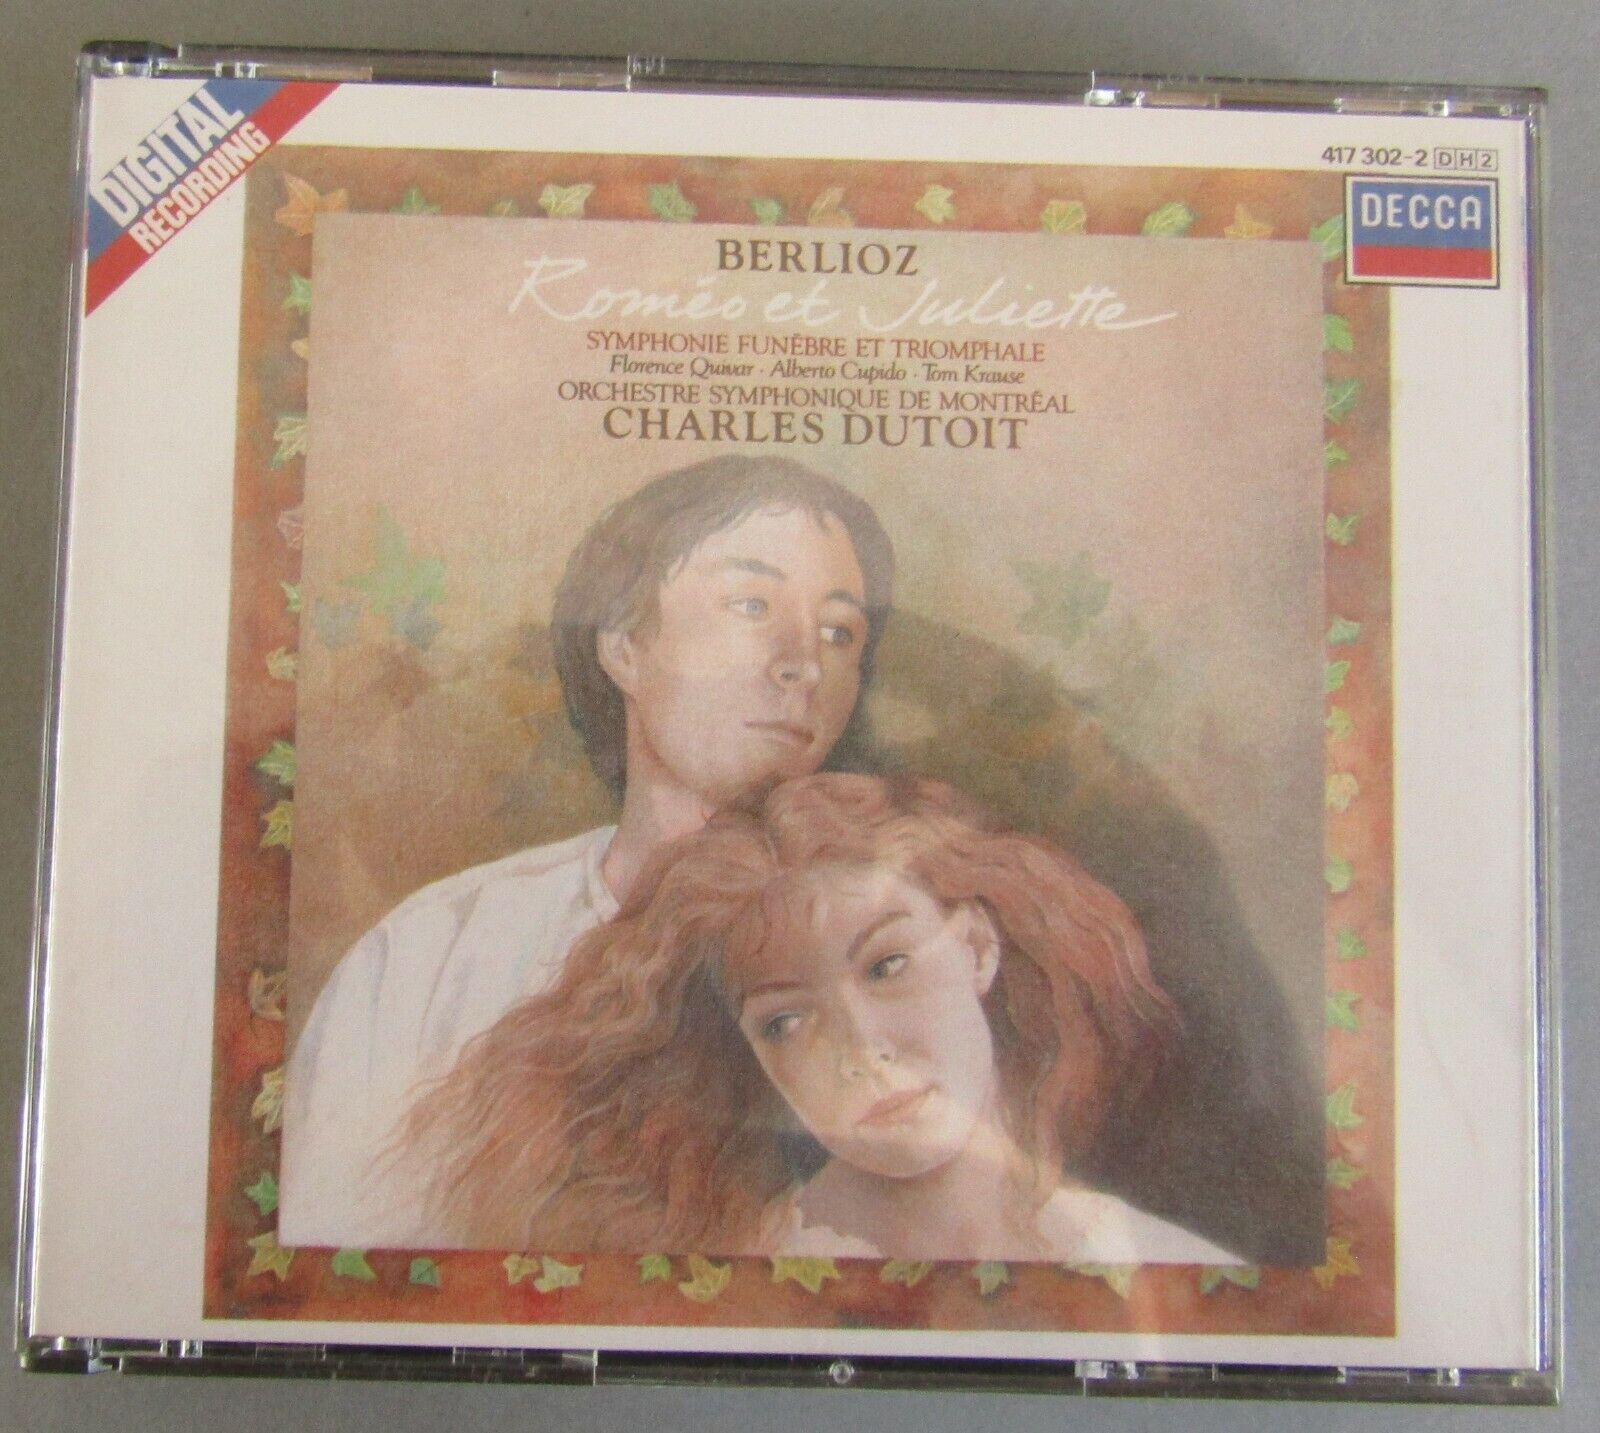 DIGITAL
RECORDING
417 302-2 DH2
DECCA
BERLIOZ
Roméo et Juliette
SYMPHONIE FUNÈBRE ET TRIOMPHALE
Florence Quivar · Alberto Cupido · Tom Krause
ORCHESTRE SYMPHONIQUE DE MONTRÉAL
CHARLES DUTOIT